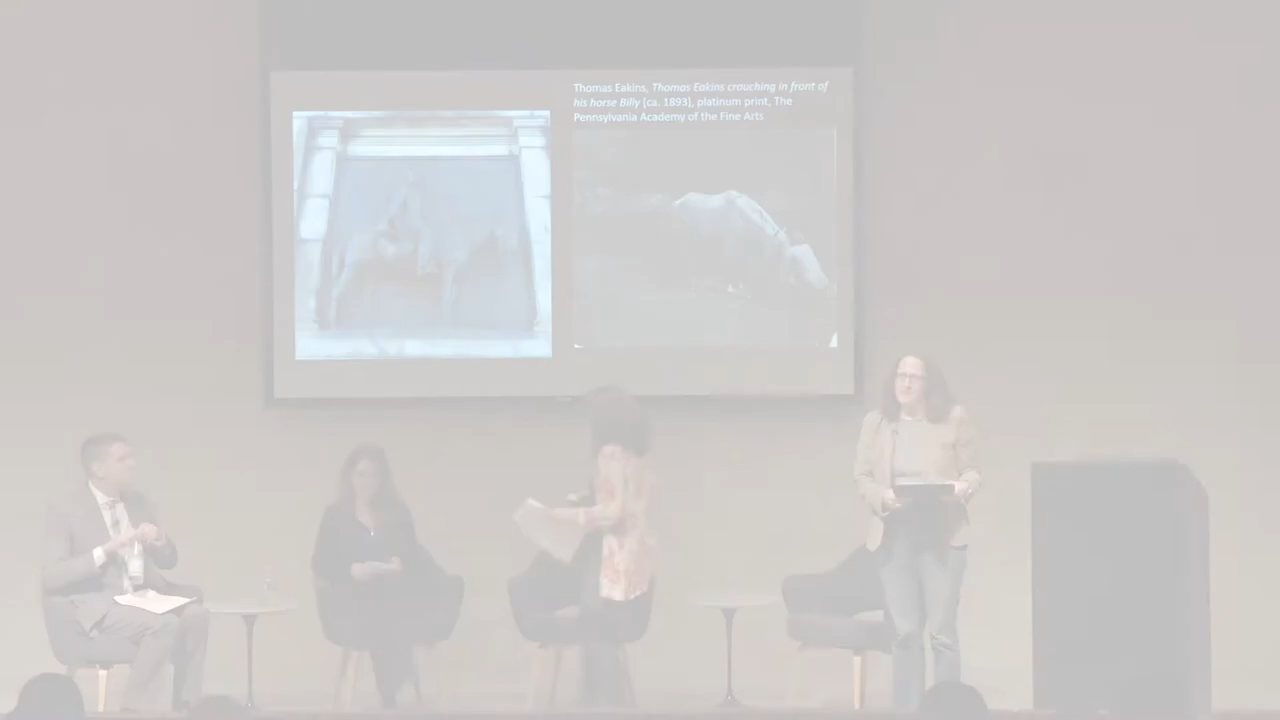 Thomas Eakins, Thomas Eakins crouching in front of
his horse Billy (ca. 1893), platinum print, The
Pennsylvania Academy of the Fine Arts